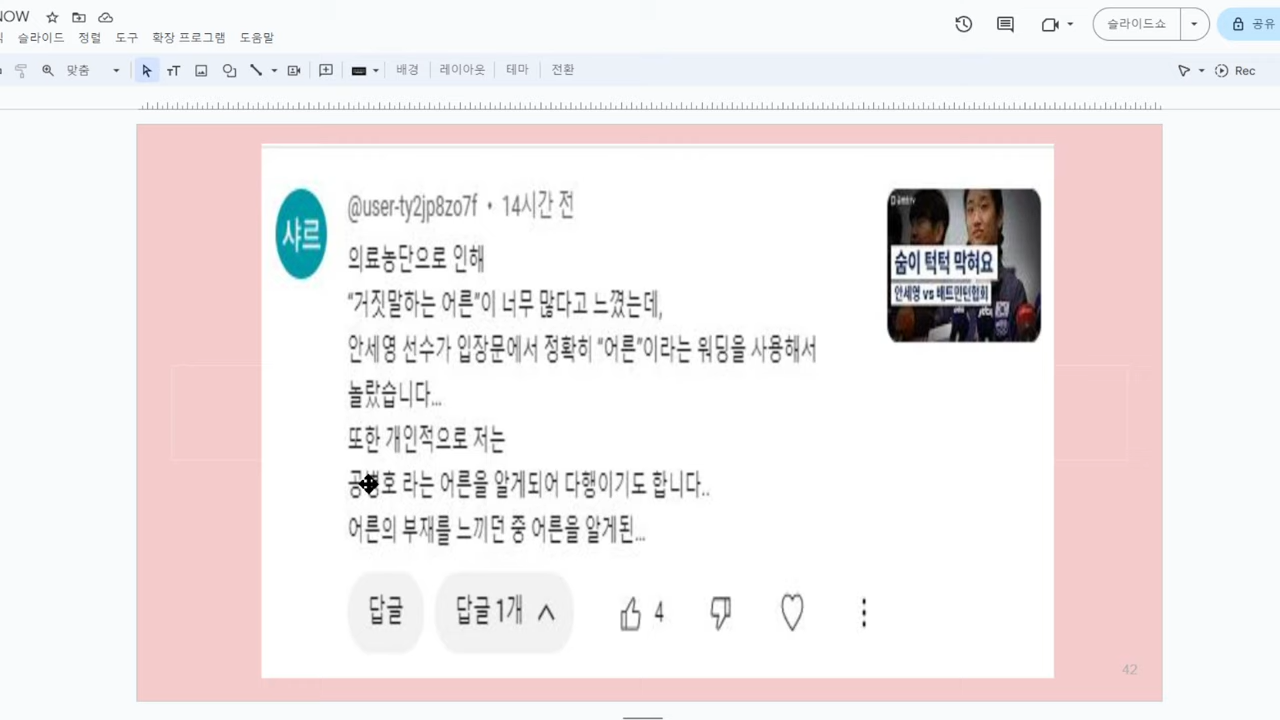 NOW
슬라이드 정렬 도구 확장 프로그램 도움말
슬라이드쇼
공유
맞춤
배경 레이아웃 테마 전환
Rec
샤르
@user-ty2jp8zo7f • 14시간 전
의료농단으로 인해
“거짓말하는 어른”이 너무 많다고 느꼈는데,
안세영 선수가 입장문에서 정확히 “어른”이라는 워딩을 사용해서
놀랐습니다...
또한 개인적으로 저는
공병호 라는 어른을 알게되어 다행이기도 합니다..
어른의 부재를 느끼던 중 어른을 알게된...
숨이 턱턱 막혀요
안세영 vs 배드민턴협회
답글
답글 1개
4
42